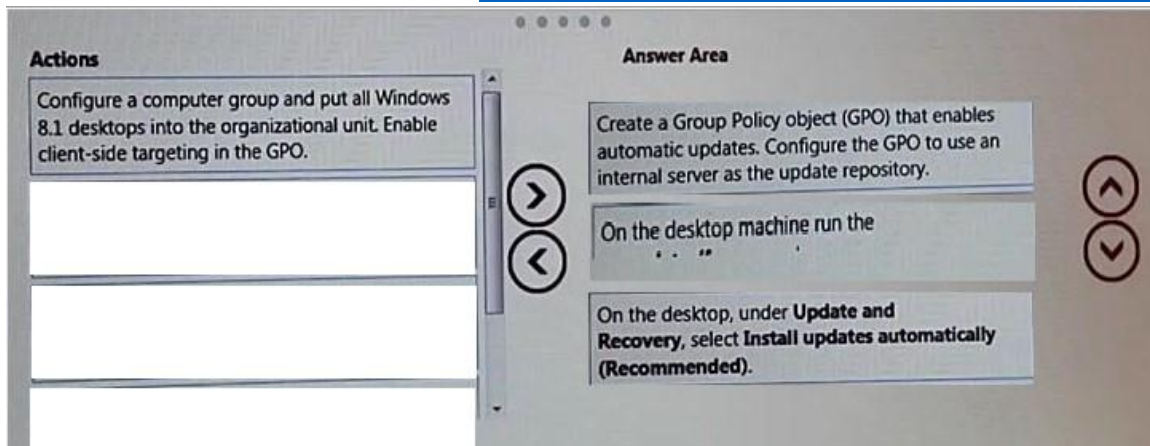 Actions
Configure a computer group and put all Windows
8.1 desktops into the organizational unit. Enable
client-side targeting in the GPO.
Answer Area
Create a Group Policy object (GPO) that enables
automatic updates. Configure the GPO to use an
internal server as the update repository.
On the desktop machine run the
On the desktop, under Update and
Recovery, select Install updates automatically
(Recommended).